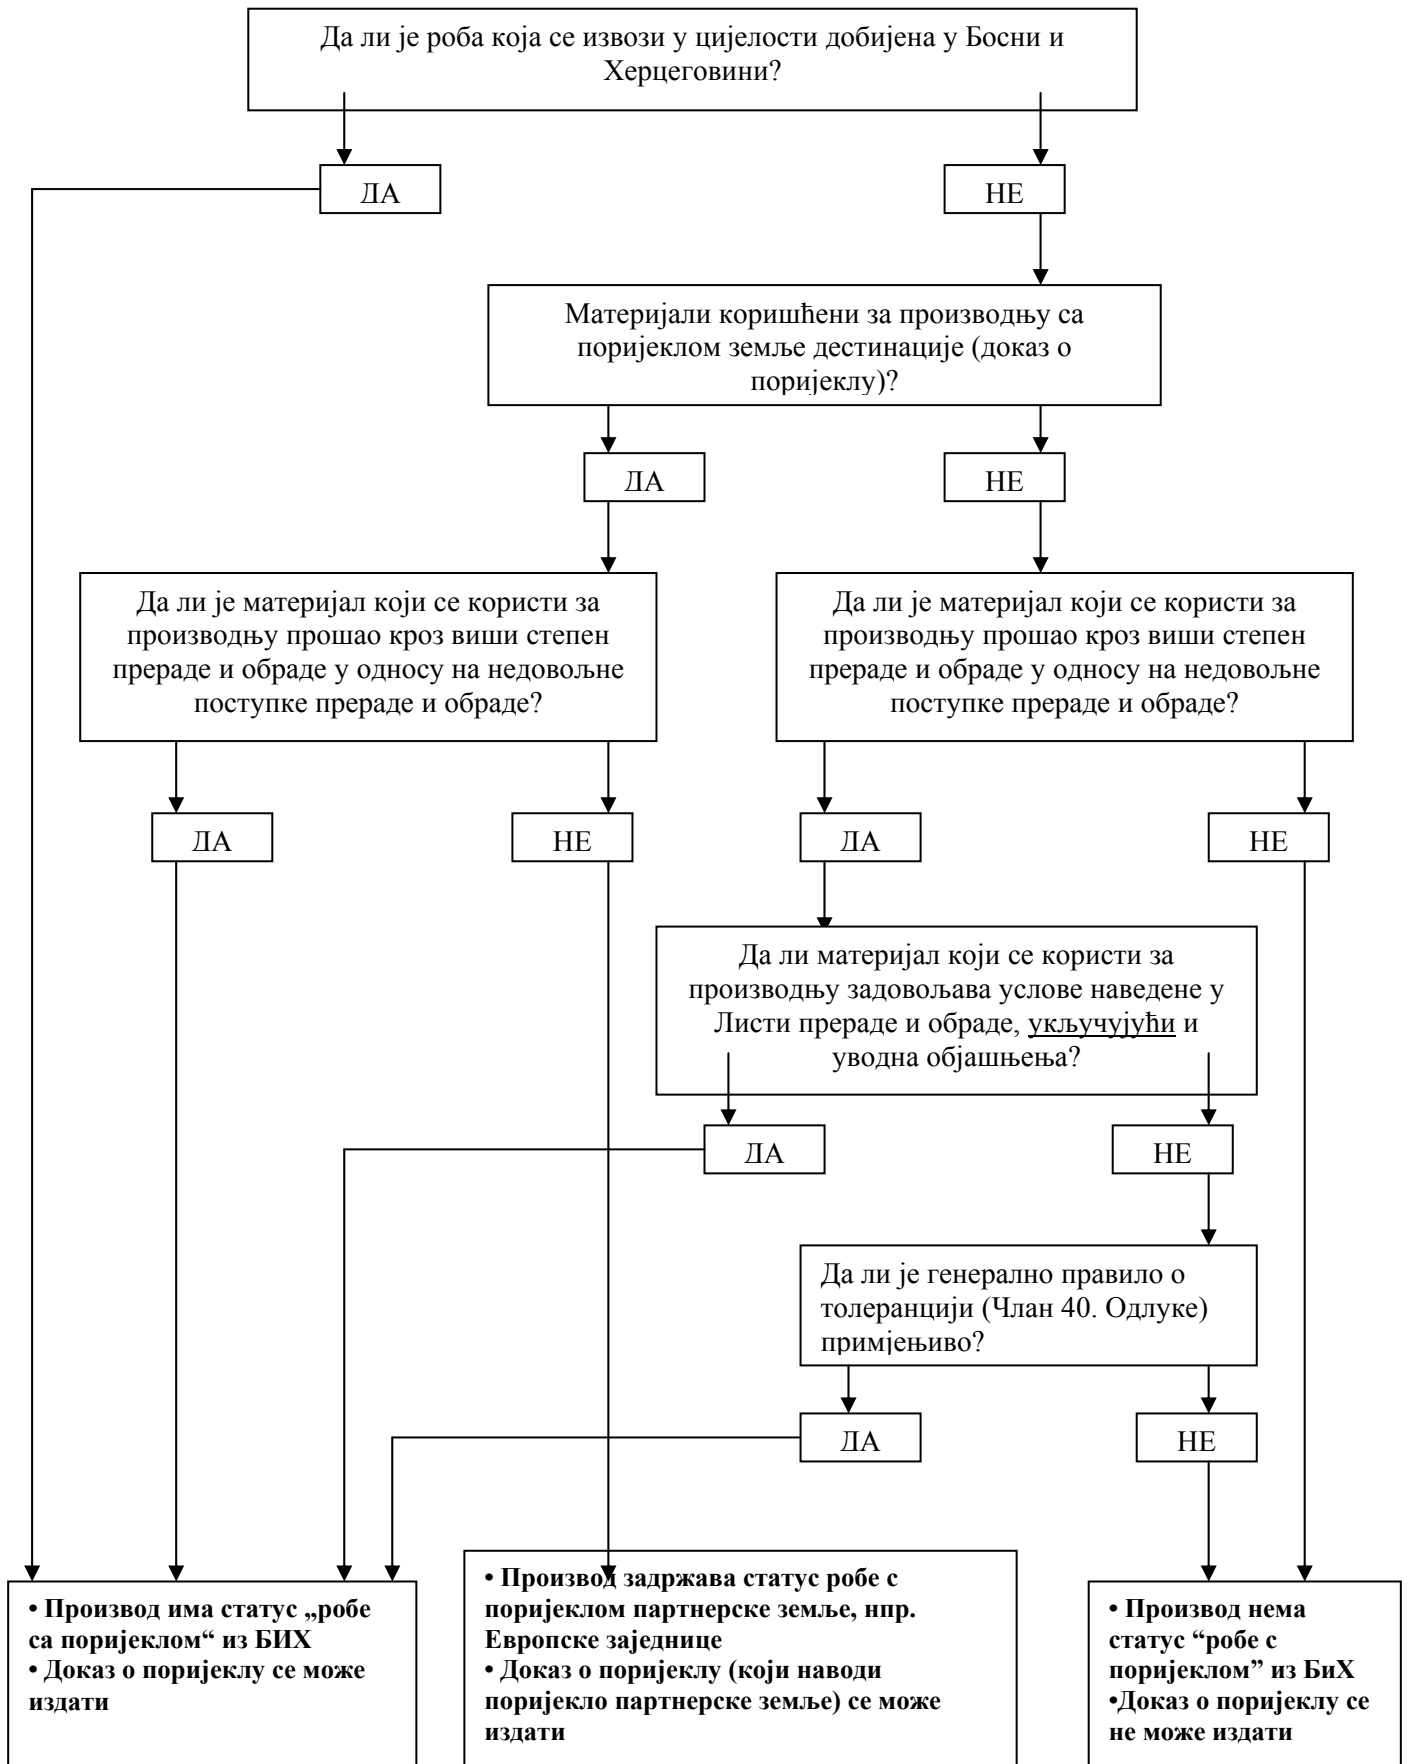 Да ли је роба која се извози у цијелости добијена у Босни и
Херцеговини?
ДА
НЕ
Материјали коришћени за производњу са
поријеклом земље дестинације (доказ о
поријеклу)?
ДА
НЕ
Да ли је материјал који се користи за
производњу прошао кроз виши степен
прераде и обраде у односу на недовољне
поступке прераде и обраде?
Да ли је материјал који се користи за
производњу прошао кроз виши степен
прераде и обраде у односу на недовољне
поступке прераде и обраде?
ДА
НЕ
ДА
НЕ
Да ли материјал који се користи за
производњу задовољава услове наведене у
Листи прераде и обраде, укључујући и
уводна објашњења?
ДА
НЕ
Да ли је генерално правило о
толеранцији (Члан 40. Одлуке)
примјењиво?
ДА
НЕ
• Производ има статус „робе
са поријеклом“ из БИХ
• Доказ о поријеклу се може
издати
• Производ задржава статус робе с
поријеклом партнерске земље, нпр.
Европске заједнице
• Доказ о поријеклу (који наводи
поријекло партнерске земље) се може
издати
• Производ нема
статус “робе с
поријеклом” из БиХ
•Доказ о поријеклу се
не може издати